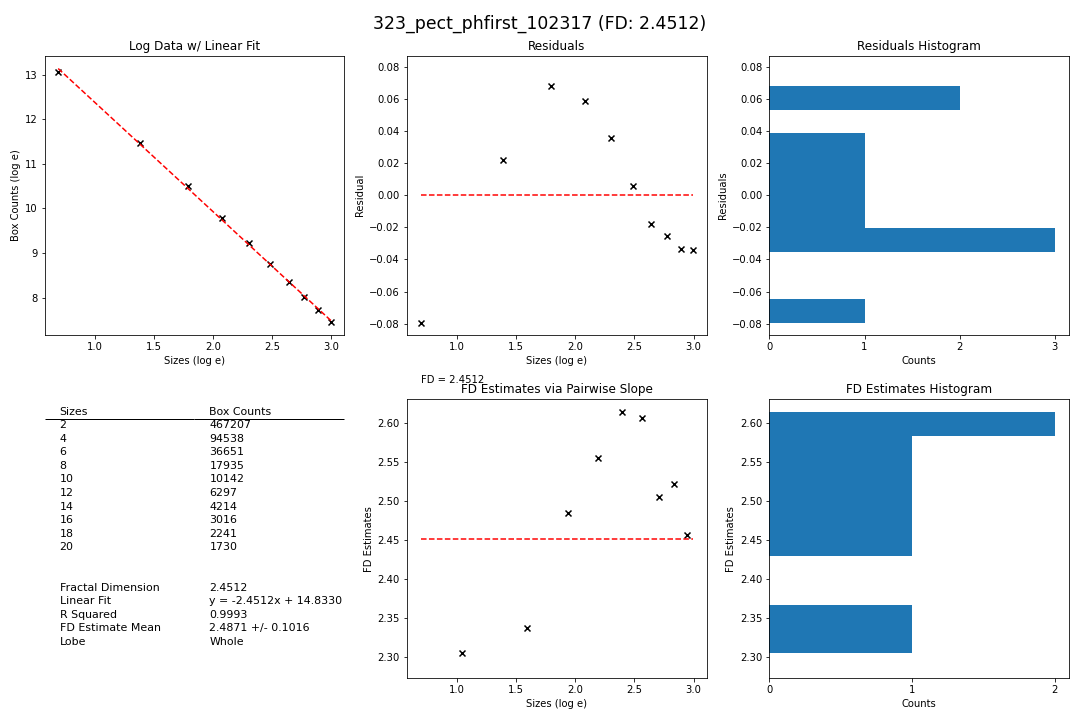 323_pect_phfirst_102317 (FD: 2.4512)
Log Data w/ Linear Fit
Box Counts (log e)
13
12
11
10
9
8
1.0 1.5 2.0 2.5 3.0
Sizes (log e)
Residuals
Residual
0.08
0.06
0.04
0.02
0.00
−0.02
−0.04
−0.06
−0.08
1.0 1.5 2.0 2.5 3.0
Sizes (log e)
Residuals Histogram
Residuals
0.08
0.06
0.04
0.02
0.00
−0.02
−0.04
−0.06
−0.08
0 1 2 3
Counts
Sizes Box Counts
2 467207
4 94538
6 36651
8 17935
10 10142
12 6297
14 4214
16 3016
18 2241
20 1730
Fractal Dimension 2.4512
Linear Fit y = -2.4512x + 14.8330
R Squared 0.9993
FD Estimate Mean 2.4871 +/- 0.1016
Lobe Whole
FD = 2.4512
FD Estimates via Pairwise Slope
FD Estimates
2.60
2.55
2.50
2.45
2.40
2.35
2.30
1.0 1.5 2.0 2.5 3.0
Sizes (log e)
FD Estimates Histogram
FD Estimates
2.60
2.55
2.50
2.45
2.40
2.35
2.30
0 1 2
Counts